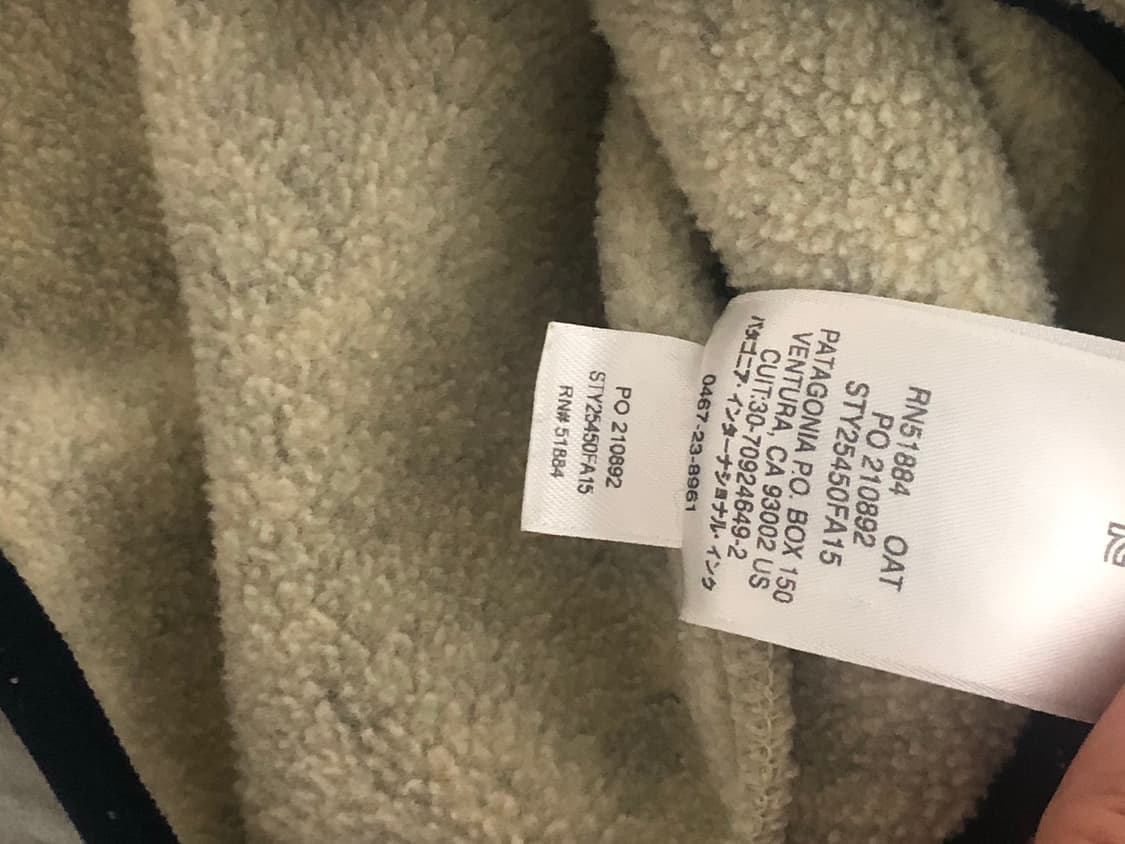 RN51884 OAT
PO 210892
STY25450FA15
PATAGONIA P.O. BOX 150
VENTURA, CA 93002 US
CUIT:30-70924649-2
パタゴニア・インターナショナル・インク
0467-23-8961
PO 210892
STY25450FA15
RN# 51884